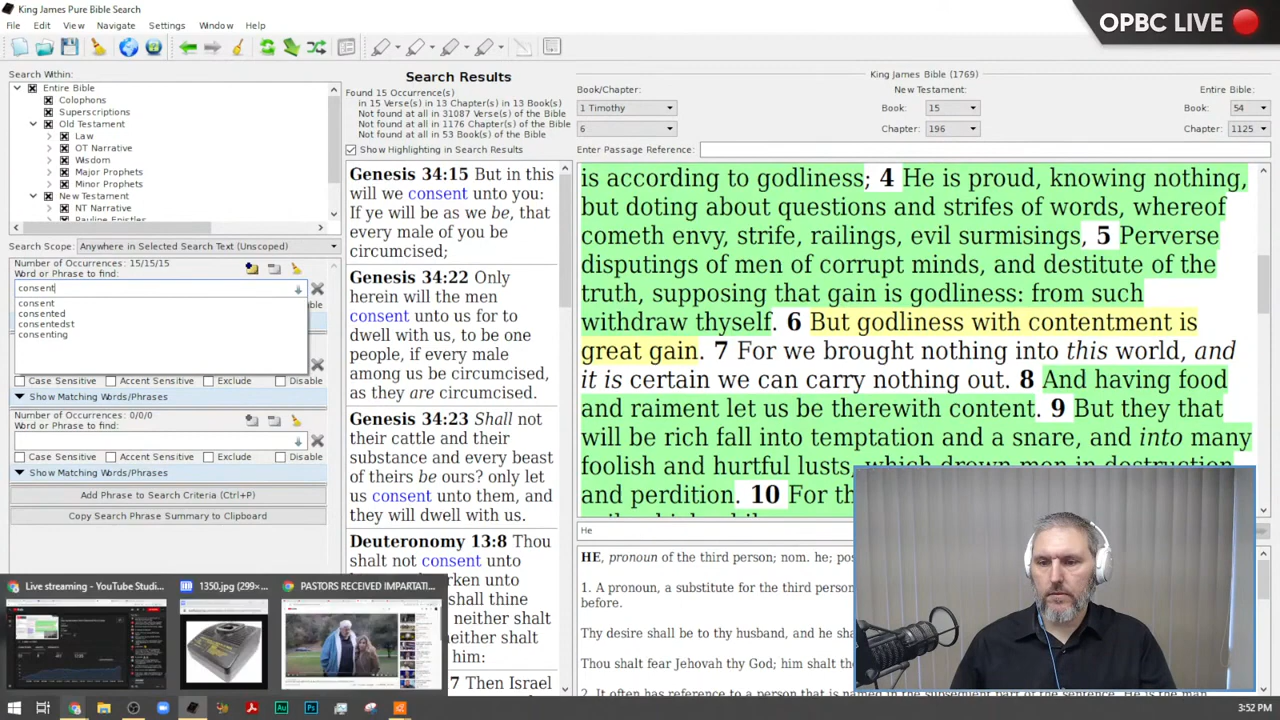 King James Pure Bible Search
OPBC LIVE
File Edit View Navigate Settings Window Help
Search Within:
Entire Bible
Colophons
Superscriptions
Old Testament
Law
OT Narrative
Wisdom
Major Prophets
Minor Prophets
New Testament
NT Narrative
Pauline Epistles
Search Scope: Anywhere in Selected Search Text (Unscoped)
Number of Occurrences: 15/15/15
Word or Phrase to find:
consent
consent
consented
consentedst
consenting
Case Sensitive Accent Sensitive Exclude Disable
Show Matching Words/Phrases
Number of Occurrences: 0/0/0
Word or Phrase to find:
Case Sensitive Accent Sensitive Exclude Disable
Show Matching Words/Phrases
Add Phrase to Search Criteria (Ctrl+P)
Copy Search Phrase Summary to Clipboard
Search Results
Found 15 Occurrence(s)
in 15 Verse(s) in 13 Chapter(s) in 13 Book(s)
Not found at all in 31087 Verse(s) of the Bible
Not found at all in 1176 Chapter(s) of the Bible
Not found at all in 53 Book(s) of the Bible
Show Highlighting in Search Results
Genesis 34:15 But in this
will we consent unto you:
If ye will be as we be, that
every male of you be
circumcised;
Genesis 34:22 Only
herein will the men
consent unto us for to
dwell with us, to be one
people, if every male
among us be circumcised,
as they are circumcised.
Genesis 34:23 Shall not
their cattle and their
substance and every beast
of theirs be ours? only let
us consent unto them, and
they will dwell with us.
Deuteronomy 13:8 Thou
shalt not consent unto
shall thine
neither shalt
him:
7 Then Israel
King James Bible (1769)
Book/Chapter: New Testament: Entire Bible:
1 Timothy Book: 15 Book: 54
6 Chapter: 196 Chapter: 1125
Enter Passage Reference:
is according to godliness; 4 He is proud, knowing nothing,
but doting about questions and strifes of words, whereof
cometh envy, strife, railings, evil surmisings, 5 Perverse
disputings of men of corrupt minds, and destitute of the
truth, supposing that gain is godliness: from such
withdraw thyself. 6 But godliness with contentment is
great gain. 7 For we brought nothing into this world, and
it is certain we can carry nothing out. 8 And having food
and raiment let us be therewith content. 9 But they that
will be rich fall into temptation and a snare, and into many
foolish and hurtful lusts, which drown men in destruction
and perdition. 10 For th
He
HE, pronoun of the third person; nom. he; pos
1. A pronoun, a substitute for the third person
before.
Thy desire shall be to thy husband, and he sha
Thou shalt fear Jehovah thy God; him shalt th
Live streaming - YouTube Studi...
1350.jpg (299×...
PASTORS RECEIVED IMPARTATI...
3:52 PM